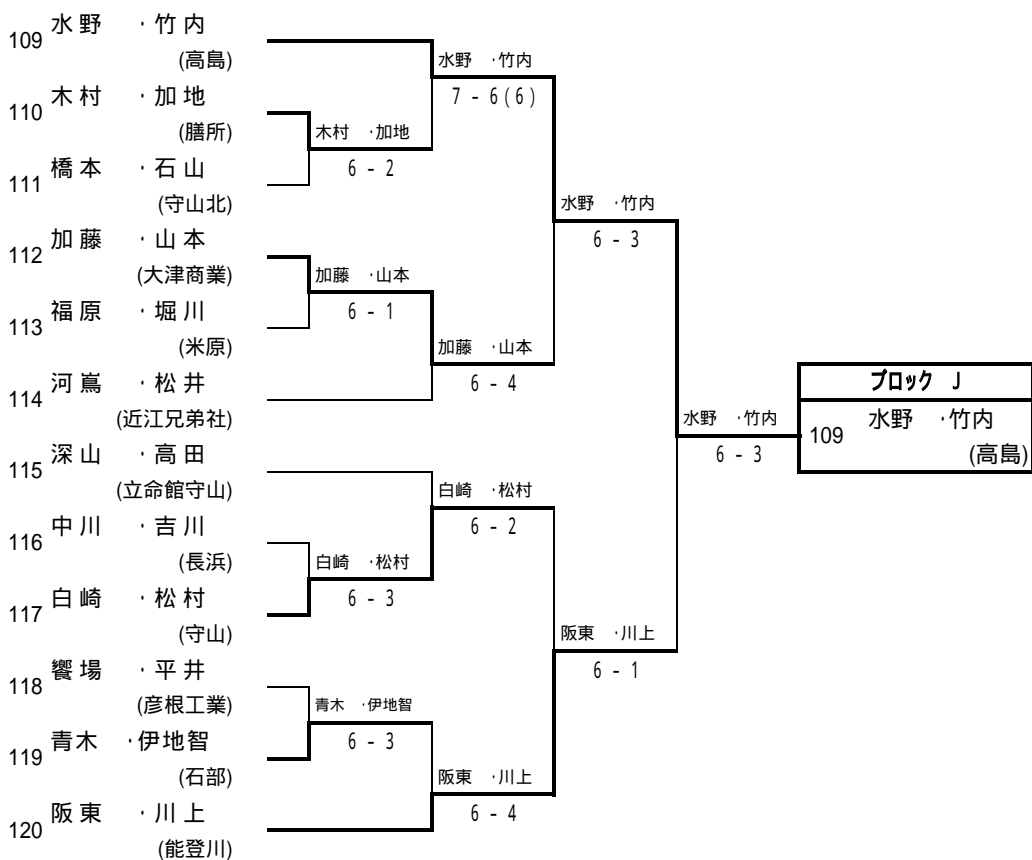 109 水野 ・竹内
(高島)
110 木村 ・加地
(膳所)
111 橋本 ・石山
(守山北)
112 加藤 ・山本
(大津商業)
113 福原 ・堀川
(米原)
114 河嶌 ・松井
(近江兄弟社)
115 深山 ・高田
(立命館守山)
116 中川 ・吉川
(長浜)
117 白崎 ・松村
(守山)
118 饗場 ・平井
(彦根工業)
119 青木 ・伊地智
(石部)
120 阪東 ・川上
(能登川)
木村 ・加地
6 - 2
加藤 ・山本
6 - 1
白崎 ・松村
6 - 3
青木 ・伊地智
6 - 3
水野 ・竹内
7 - 6(6)
加藤 ・山本
6 - 4
白崎 ・松村
6 - 2
阪東 ・川上
6 - 4
水野 ・竹内
6 - 3
阪東 ・川上
6 - 1
水野 ・竹内
6 - 3
ブロック J
109 水野 ・竹内
(高島)